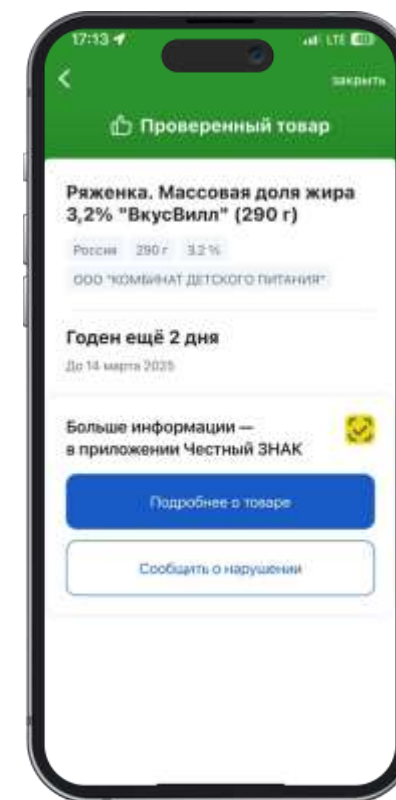 17:13
LTE
закрыть
Проверенный товар
Ряженка. Массовая доля жира
3,2% "ВкусВилл" (290 г)
Россия 290 г 3.2 %
ООО "КОМБИНАТ ДЕТСКОГО ПИТАНИЯ"
Годен ещё 2 дня
До 14 марта 2025
Больше информации —
в приложении Честный ЗНАК
Подробнее о товаре
Сообщить о нарушении